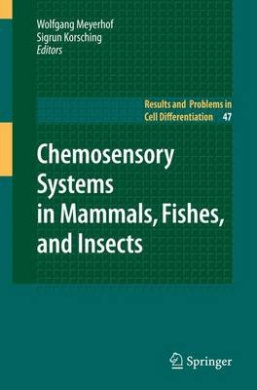 Wolfgang Meyerhof
Sigrun Korsching
Editors
Results and Problems in
Cell Differentiation 47
Chemosensory
Systems
in Mammals, Fishes,
and Insects
Springer